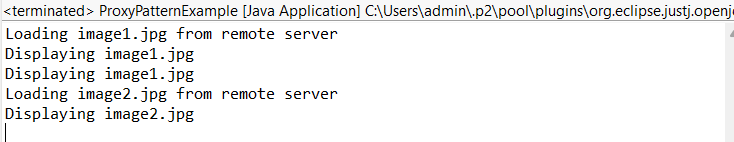 <terminated> ProxyPatternExample [Java Application] C:\Users\admin\.p2\pool\plugins\org.eclipse.justj.openj
Loading image1.jpg from remote server
Displaying image1.jpg
Displaying image1.jpg
Loading image2.jpg from remote server
Displaying image2.jpg